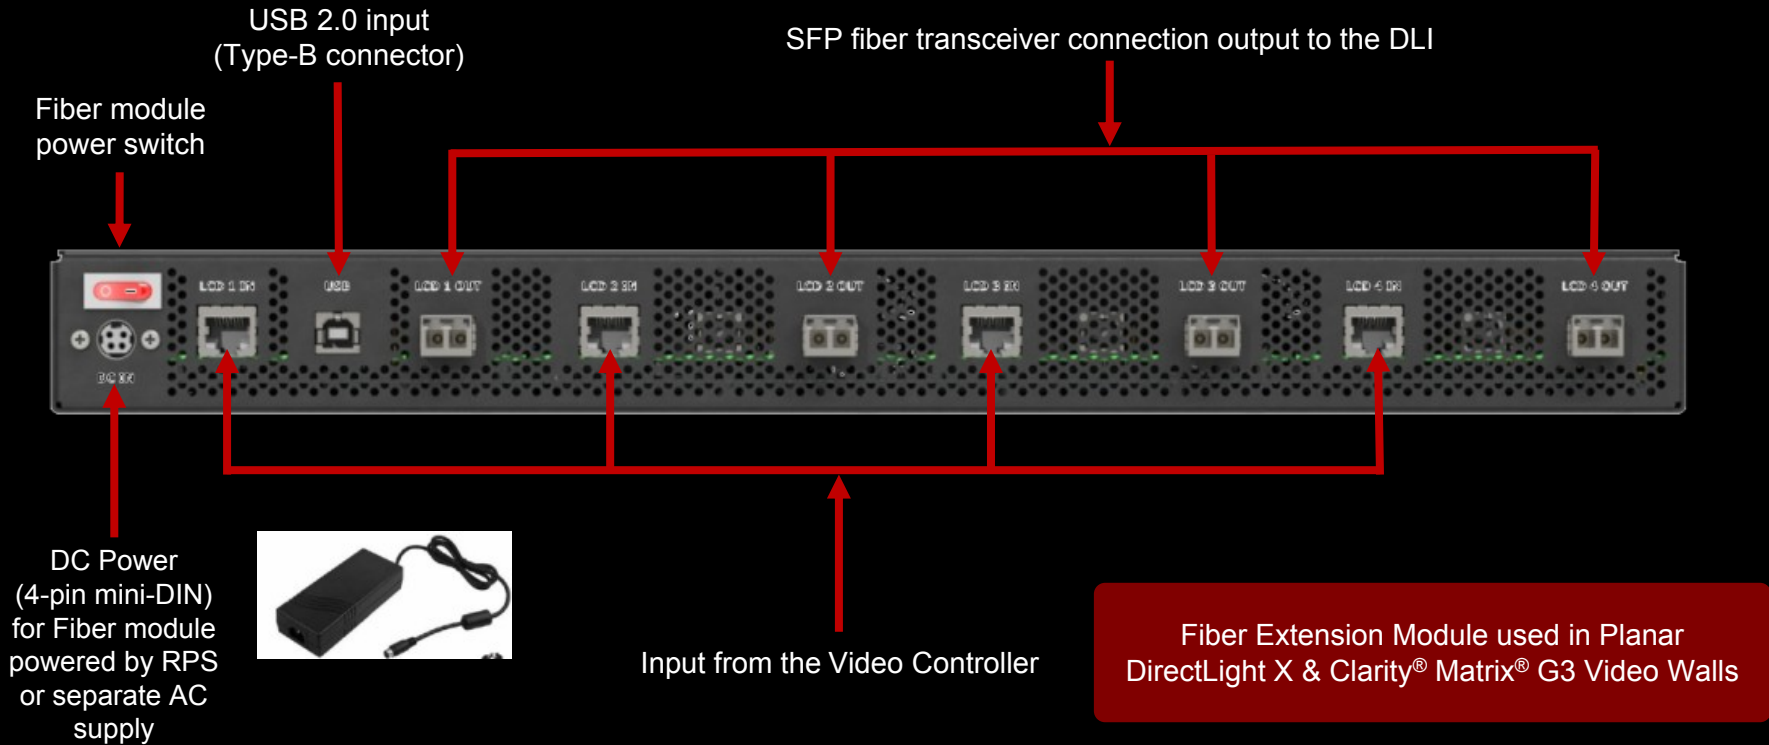 USB 2.0 input
(Type-B connector)
SFP fiber transceiver connection output to the DLI
Fiber module
power switch
LCD 1 IN
USB
LCD 1 OUT
LCD 2 IN
LCD 2 OUT
LCD 3 IN
LCD 3 OUT
LCD 4 IN
LCD 4 OUT
DC IN
DC Power
(4-pin mini-DIN)
for Fiber module
powered by RPS
or separate AC
supply
Input from the Video Controller
Fiber Extension Module used in Planar
DirectLight X & Clarity® Matrix® G3 Video Walls